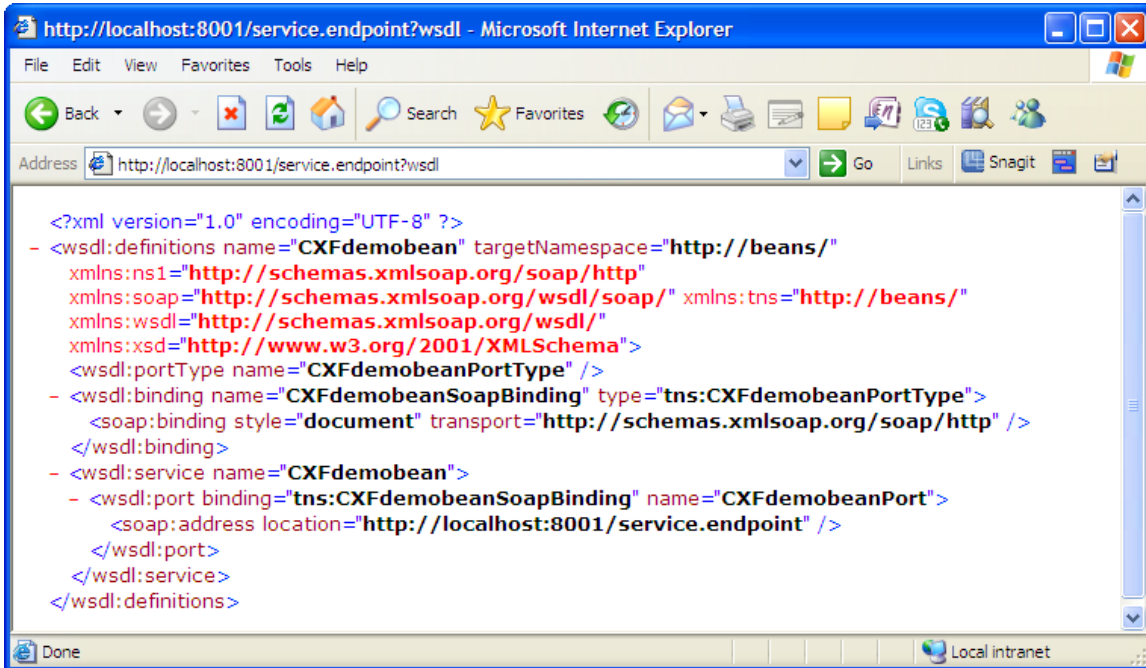 http://localhost:8001/service.endpoint?wsdl - Microsoft Internet Explorer
File Edit View Favorites Tools Help
Back Search Favorites 123
Address http://localhost:8001/service.endpoint?wsdl Go Links Snagit
<?xml version="1.0" encoding="UTF-8" ?>
- <wsdl:definitions name="CXFdemobean" targetNamespace="http://beans/"
xmlns:ns1="http://schemas.xmlsoap.org/soap/http"
xmlns:soap="http://schemas.xmlsoap.org/wsdl/soap/" xmlns:tns="http://beans/"
xmlns:wsdl="http://schemas.xmlsoap.org/wsdl/"
xmlns:xsd="http://www.w3.org/2001/XMLSchema">
<wsdl:portType name="CXFdemobeanPortType" />
- <wsdl:binding name="CXFdemobeanSoapBinding" type="tns:CXFdemobeanPortType">
<soap:binding style="document" transport="http://schemas.xmlsoap.org/soap/http" />
</wsdl:binding>
- <wsdl:service name="CXFdemobean">
- <wsdl:port binding="tns:CXFdemobeanSoapBinding" name="CXFdemobeanPort">
<soap:address location="http://localhost:8001/service.endpoint" />
</wsdl:port>
</wsdl:service>
</wsdl:definitions>
Done Local intranet